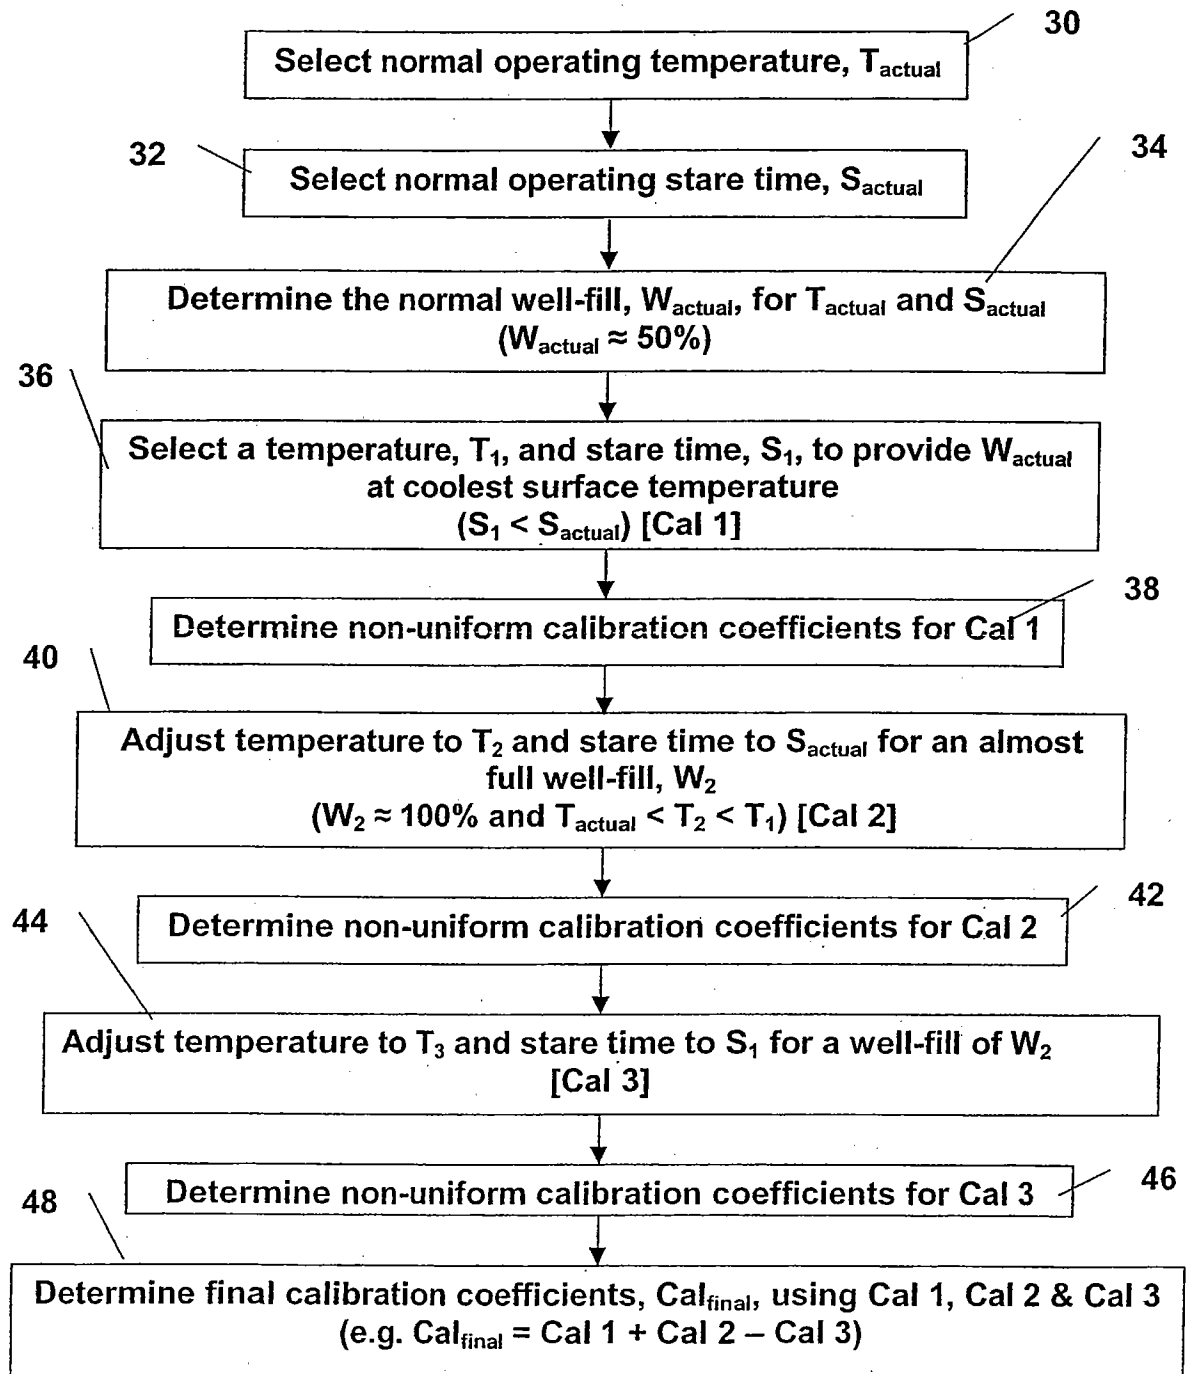 30
Select normal operating temperature, Tactual
32
34
Select normal operating stare time, Sactual
Determine the normal well-fill, Wactual, for Tactual and Sactual
(Wactual ≈ 50%)
36
Select a temperature, T1, and stare time, S1, to provide Wactual
at coolest surface temperature
(S1 < Sactual) [Cal 1]
38
Determine non-uniform calibration coefficients for Cal 1
40
Adjust temperature to T2 and stare time to Sactual for an almost
full well-fill, W2
(W2 ≈ 100% and Tactual < T2 < T1) [Cal 2]
42
Determine non-uniform calibration coefficients for Cal 2
44
Adjust temperature to T3 and stare time to S1 for a well-fill of W2
[Cal 3]
46
Determine non-uniform calibration coefficients for Cal 3
48
Determine final calibration coefficients, Calfinal, using Cal 1, Cal 2 & Cal 3
(e.g. Calfinal = Cal 1 + Cal 2 – Cal 3)